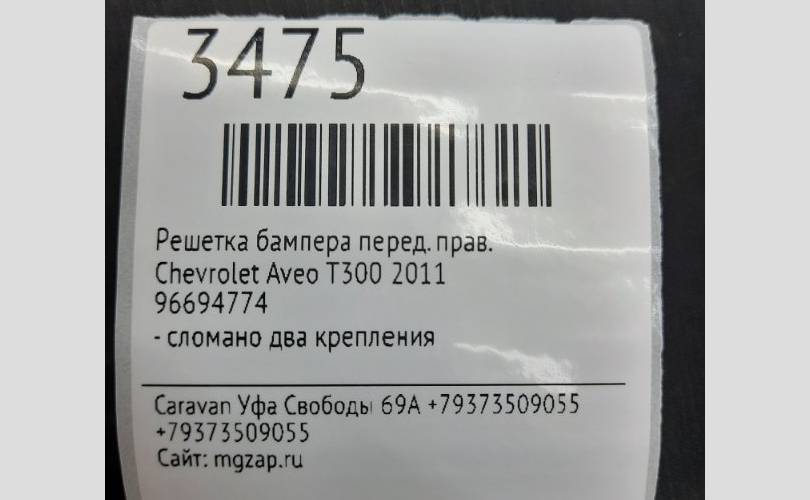 3475
Решетка бампера перед. прав.
Chevrolet Aveo T300 2011
96694774
- сломано два крепления
Caravan Уфа Свободы 69А +79373509055
+79373509055
Сайт: mgzap.ru